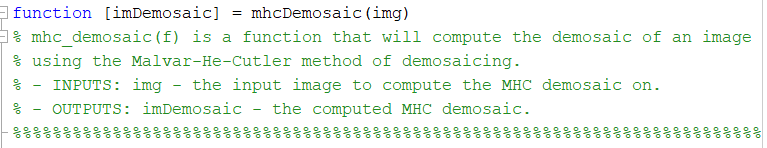 function [imDemosaic] = mhcDemosaic(img)
% mhc_demosaic(f) is a function that will compute the demosaic of an image
% using the Malvar-He-Cutler method of demosaicing.
% - INPUTS: img - the input image to compute the MHC demosaic on.
% - OUTPUTS: imDemosaic - the computed MHC demosaic.
%%%%%%%%%%%%%%%%%%%%%%%%%%%%%%%%%%%%%%%%%%%%%%%%%%%%%%%%%%%%%%%%%%%%%%%%%%%